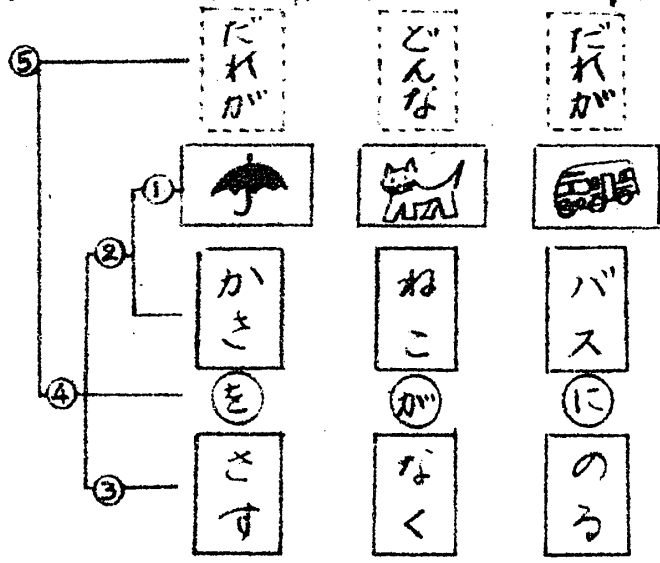 ⑤
だれが
どんな
だれが
①
②
かさ
ねこ
バス
④
を
が
に
③
さす
なく
のる